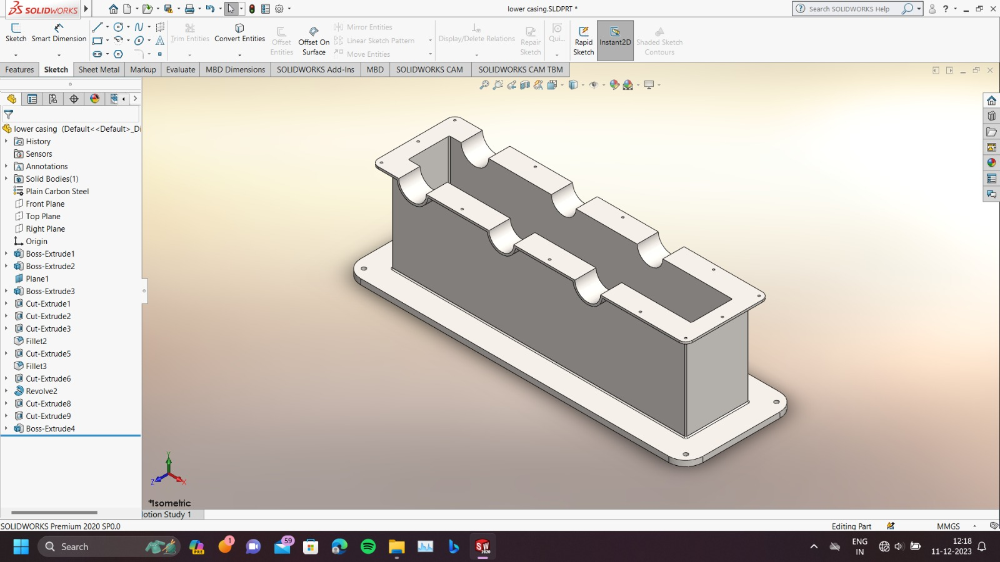 SOLIDWORKS
lower casing.SLDPRT *
Search SOLIDWORKS Help
Sketch
Smart Dimension
Trim Entities
Convert Entities
Offset Entities
Offset On Surface
Mirror Entities
Linear Sketch Pattern
Move Entities
Display/Delete Relations
Repair Sketch
Qui...
Rapid Sketch
Instant2D
Shaded Sketch Contours
Features
Sketch
Sheet Metal
Markup
Evaluate
MBD Dimensions
SOLIDWORKS Add-Ins
MBD
SOLIDWORKS CAM
SOLIDWORKS CAM TBM
lower casing (Default<<Default>_Di
History
Sensors
Annotations
Solid Bodies(1)
Plain Carbon Steel
Front Plane
Top Plane
Right Plane
Origin
Boss-Extrude1
Boss-Extrude2
Plane1
Boss-Extrude3
Cut-Extrude1
Cut-Extrude2
Cut-Extrude3
Fillet2
Cut-Extrude5
Fillet3
Cut-Extrude6
Revolve2
Cut-Extrude8
Cut-Extrude9
Boss-Extrude4
Y
Z
X
*Isometric
otion Study 1
SOLIDWORKS Premium 2020 SP0.0
Editing Part
MMGS
Search
PRE
1
59
SW
2020
ENG
IN
12:18
11-12-2023